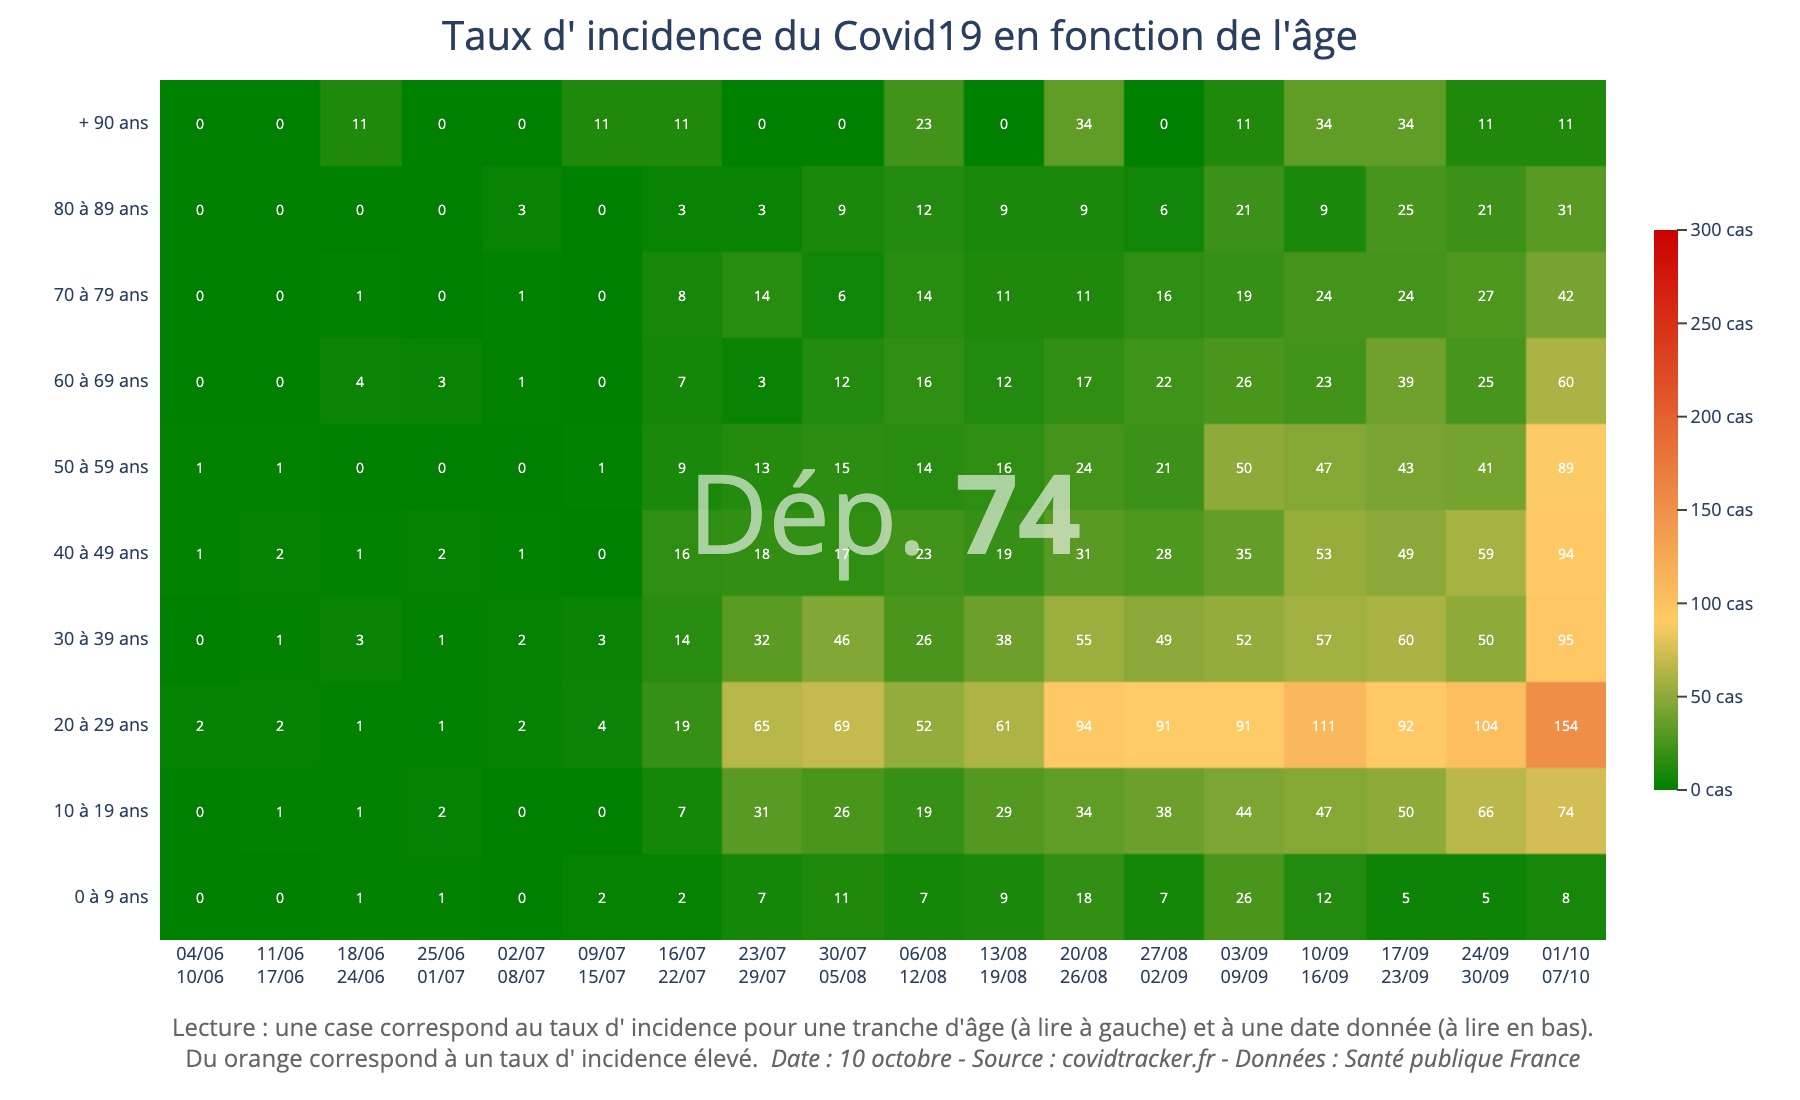 Taux d' incidence du Covid19 en fonction de l'âge
+ 90 ans 0 0 11 0 0 11 11 0 0 23 0 34 0 11 34 34 11 11
80 à 89 ans 0 0 0 0 3 0 3 3 9 12 9 9 6 21 9 25 21 31
70 à 79 ans 0 0 1 0 1 0 8 14 6 14 11 11 16 19 24 24 27 42
60 à 69 ans 0 0 4 3 1 0 7 3 12 16 12 17 22 26 23 39 25 60
50 à 59 ans 1 1 0 0 0 1 9 13 15 14 16 24 21 50 47 43 41 89
Dép. 74
40 à 49 ans 1 2 1 2 1 0 16 18 17 23 19 31 28 35 53 49 59 94
30 à 39 ans 0 1 3 1 2 3 14 32 46 26 38 55 49 52 57 60 50 95
20 à 29 ans 2 2 1 1 2 4 19 65 69 52 61 94 91 91 111 92 104 154
10 à 19 ans 0 1 1 2 0 0 7 31 26 19 29 34 38 44 47 50 66 74
0 à 9 ans 0 0 1 1 0 2 2 7 11 7 9 18 7 26 12 5 5 8
04/06 11/06 18/06 25/06 02/07 09/07 16/07 23/07 30/07 06/08 13/08 20/08 27/08 03/09 10/09 17/09 24/09 01/10
10/06 17/06 24/06 01/07 08/07 15/07 22/07 29/07 05/08 12/08 19/08 26/08 02/09 09/09 16/09 23/09 30/09 07/10
300 cas
250 cas
200 cas
150 cas
100 cas
50 cas
0 cas
Lecture : une case correspond au taux d' incidence pour une tranche d'âge (à lire à gauche) et à une date donnée (à lire en bas).
Du orange correspond à un taux d' incidence élevé. Date : 10 octobre - Source : covidtracker.fr - Données : Santé publique France